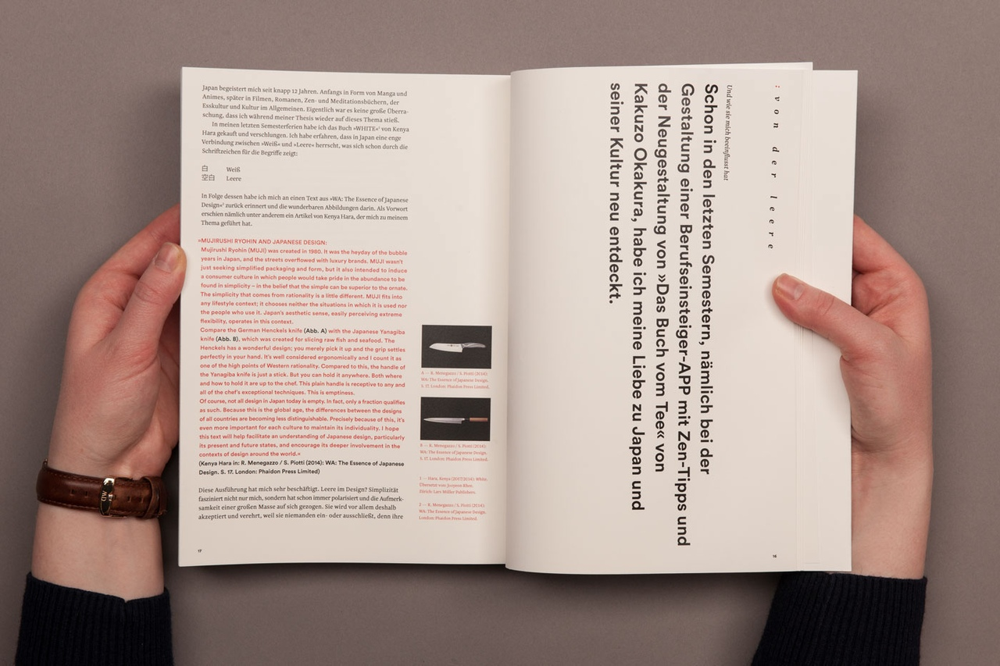 Japan begeistert mich seit knapp 12 Jahren. Anfangs in Form von Manga und
Animes, später in Filmen, Romanen, Zen- und Meditationsbüchern, der
Esskultur und Kultur im Allgemeinen. Eigentlich war es keine große Überra-
schung, dass ich während meiner Thesis wieder auf dieses Thema stieß.
In meinen letzten Semesterferien habe ich das Buch »WHITE«¹ von Kenya
Hara gekauft und verschlungen. Ich habe erfahren, dass in Japan eine enge
Verbindung zwischen »Weiß« und »Leere« herrscht, was sich schon durch die
Schriftzeichen für die Begriffe zeigt:
白 Weiß
空白 Leere
In Folge dessen habe ich mich an einen Text aus »WA: The Essence of Japanese
Design«² zurück erinnert und die wunderbaren Abbildungen darin. Als Vorwort
erschien nämlich unter anderem ein Artikel von Kenya Hara, der mich zu meinem
Thema geführt hat.
»MUJIRUSHI RYOHIN AND JAPANESE DESIGN:
Mujirushi Ryohin (MUJI) was created in 1980. It was the heyday of the bubble
years in Japan, and the streets overflowed with luxury brands. MUJI wasn't
just seeking simplified packaging and form, but it also intended to induce
a consumer culture in which people would take pride in the abundance to be
found in simplicity – in the belief that the simple can be superior to the ornate.
The simplicity that comes from rationality is a little different. MUJI fits into
any lifestyle context; it chooses neither the situations in which it is used nor
the people who use it. Japan's aesthetic sense, easily perceiving extreme
flexibility, operates in this context.
Compare the German Henckels knife (Abb. A) with the Japanese Yanagiba
knife (Abb. B), which was created for slicing raw fish and seafood. The
Henckels has a wonderful design; you merely pick it up and the grip settles
perfectly in your hand. It's well considered ergonomically and I count it as
one of the high points of Western rationality. Compared to this, the handle of
the Yanagiba knife is just a stick. But you can hold it anywhere. Both where
and how to hold it are up to the chef. This plain handle is receptive to any and
all of the chef's exceptional techniques. This is emptiness.
Of course, not all design in Japan today is empty. In fact, only a fraction qualifies
as such. Because this is the global age, the differences between the designs
of all countries are becoming less distinguishable. Precisely because of this, it's
even more important for each culture to maintain its individuality. I hope
this text will help facilitate an understanding of Japanese design, particularly
its present and future states, and encourage its deeper involvement in the
contexts of design around the world.«
(Kenya Hara in: R. Menegazzo / S. Piotti (2014): WA: The Essence of Japanese
Design. S. 17. London: Phaidon Press Limited)
Diese Ausführung hat mich sehr beschäftigt. Leere im Design? Simplizität
fasziniert nicht nur mich, sondern hat schon immer polarisiert und die Aufmerk-
samkeit einer großen Masse auf sich gezogen. Sie wird vor allem deshalb
akzeptiert und verehrt, weil sie niemanden ein- oder ausschließt, denn ihre
17
A — R. Menegazzo / S. Piotti (2014):
WA: The Essence of Japanese Design.
S. 17. London: Phaidon Press Limited.
B — R. Menegazzo / S. Piotti (2014):
WA: The Essence of Japanese Design.
S. 17. London: Phaidon Press Limited.
1 — Hara, Kenya (2007/2014): White.
Übersetzt von: Jooyeon Rhee.
Zürich: Lars Müller Publishers.
2 — R. Menegazzo / S. Piotti (2014):
WA: The Essence of Japanese Design.
London: Phaidon Press Limited.
: von der leere
Und wie sie mich beeinflusst hat
Schon in den letzten Semestern, nämlich bei der
Gestaltung einer Berufseinsteiger-APP mit Zen-Tipps und
der Neugestaltung von »Das Buch vom Tee« von
Kakuzo Okakura, habe ich meine Liebe zu Japan und
seiner Kultur neu entdeckt.
16